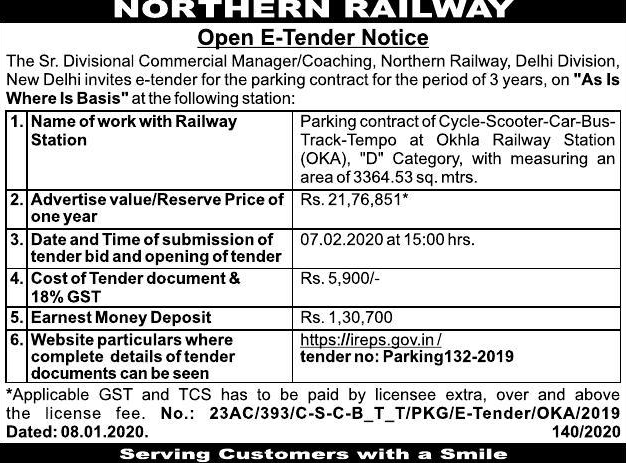 NORTHERN RAILWAY
Open E-Tender Notice
The Sr. Divisional Commercial Manager/Coaching, Northern Railway, Delhi Division,
New Delhi invites e-tender for the parking contract for the period of 3 years, on "As Is
Where Is Basis" at the following station:
1. Name of work with Railway
Station
Parking contract of Cycle-Scooter-Car-Bus-
Track-Tempo at Okhla Railway Station
(OKA), "D" Category, with measuring an
area of 3364.53 sq. mtrs.
2. Advertise value/Reserve Price of
one year
Rs. 21,76,851*
3. Date and Time of submission of
tender bid and opening of tender
07.02.2020 at 15:00 hrs.
4. Cost of Tender document &
18% GST
Rs. 5,900/-
5. Earnest Money Deposit
Rs. 1,30,700
6. Website particulars where
complete details of tender
documents can be seen
https://ireps.gov.in/
tender no: Parking132-2019
*Applicable GST and TCS has to be paid by licensee extra, over and above
the license fee. No.: 23AC/393/C-S-C-B_T_T/PKG/E-Tender/OKA/2019
Dated: 08.01.2020. 140/2020
Serving Customers with a Smile